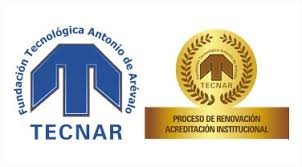 Fundación Tecnológica Antonio de Arévalo
TECNAR
TECNAR
PROCESO DE RENOVACIÓN
ACREDITACIÓN INSTITUCIONAL